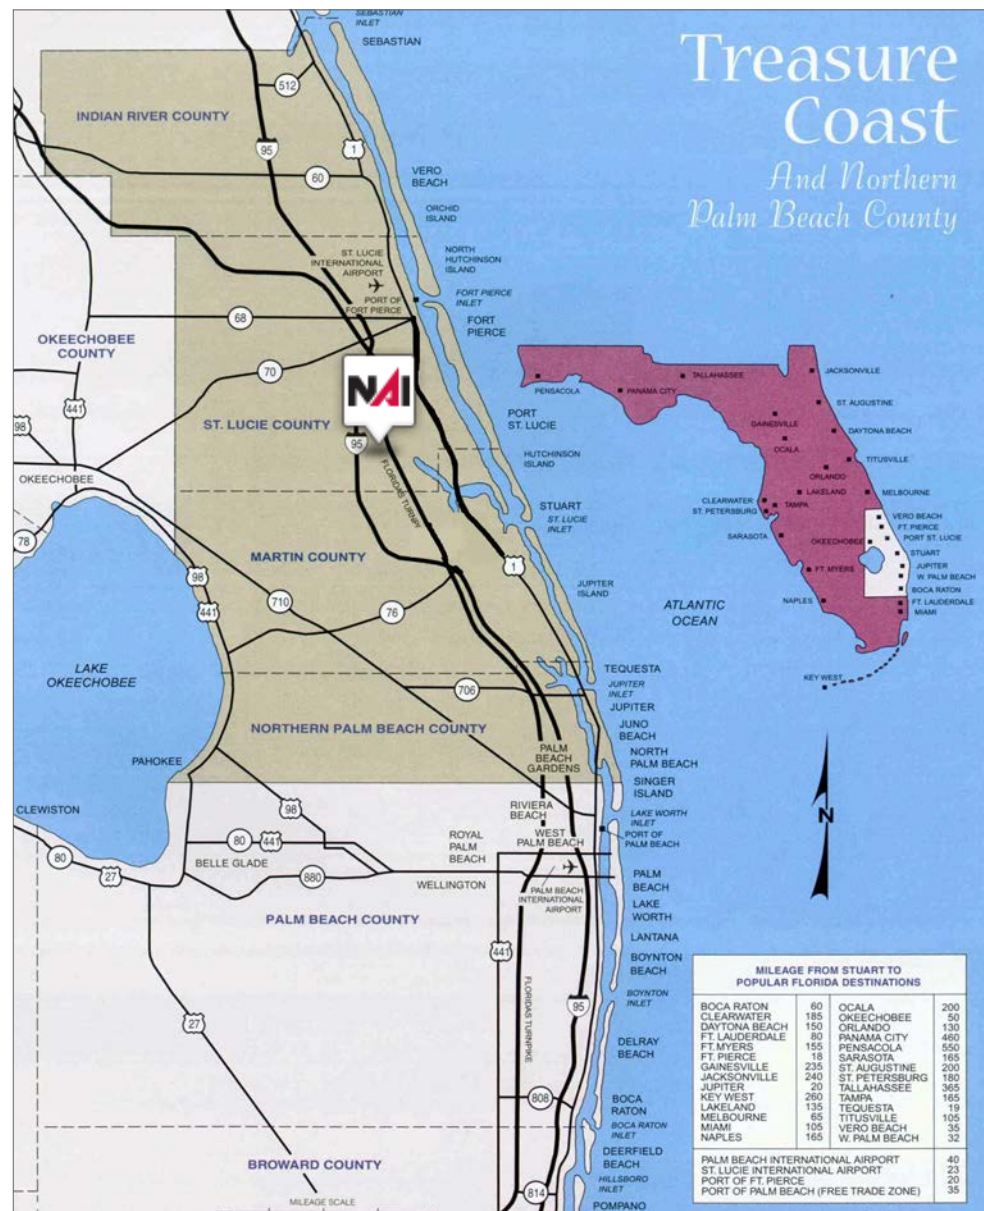 Treasure
Coast
And Northern
Palm Beach County
SEBASTIAN
INLET
SEBASTIAN
512
INDIAN RIVER COUNTY
95
1
60
VERO
BEACH
ORCHID
ISLAND
ST. LUCIE
INTERNATIONAL
AIRPORT
NORTH
HUTCHINSON
ISLAND
PORT OF
FORT PIERCE
FORT PIERCE
INLET
68
FORT
PIERCE
OKEECHOBEE
COUNTY
70
NAI
441
98
ST. LUCIE COUNTY
PORT
ST. LUCIE
95
FLORIDAS TURNPI
HUTCHINSON
ISLAND
OKEECHOBEE
STUART
ST. LUCIE
INLET
78
MARTIN COUNTY
1
98
441
710
76
JUPITER
ISLAND
ATLANTIC
OCEAN
LAKE
OKEECHOBEE
TEQUESTA
706
JUPITER
INLET
JUPITER
NORTHERN PALM BEACH COUNTY
JUNO
BEACH
PALM
BEACH
GARDENS
NORTH
PALM BEACH
PAHOKEE
SINGER
ISLAND
CLEWISTON
98
RIVIERA
BEACH
LAKE WORTH
INLET
ROYAL
PALM
BEACH
WEST
PALM BEACH
PORT OF
PALM BEACH
80
441
80
27
BELLE GLADE
880
WELLINGTON
PALM BEACH
INTERNATIONAL
AIRPORT
PALM
BEACH
PALM BEACH COUNTY
LAKE
WORTH
LANTANA
441
BOYNTON
BEACH
FLORIDAS TURNPIKE
95
BOYNTON
INLET
27
DELRAY
BEACH
808
BOCA
RATON
BOCA RATON
INLET
BROWARD COUNTY
DEERFIELD
BEACH
HILLSBORO
INLET
814
MILEAGE SCALE
POMPANO
PENSACOLA
PANAMA CITY
TALLAHASSEE
JACKSONVILLE
ST. AUGUSTINE
GAINESVILLE
DAYTONA BEACH
OCALA
TITUSVILLE
ORLANDO
LAKELAND
MELBOURNE
CLEARWATER
ST. PETERSBURG
TAMPA
VERO BEACH
FT. PIERCE
SARASOTA
OKEECHOBEE
PORT ST. LUCIE
STUART
FT. MYERS
JUPITER
W. PALM BEACH
BOCA RATON
NAPLES
FT. LAUDERDALE
MIAMI
KEY WEST
N
MILEAGE FROM STUART TO
POPULAR FLORIDA DESTINATIONS
BOCA RATON 60 OCALA 200
CLEARWATER 185 OKEECHOBEE 50
DAYTONA BEACH 150 ORLANDO 130
FT. LAUDERDALE 80 PANAMA CITY 460
FT.MYERS 155 PENSACOLA 550
FT. PIERCE 18 SARASOTA 165
GAINESVILLE 235 ST. AUGUSTINE 200
JACKSONVILLE 240 ST. PETERSBURG 180
JUPITER 20 TALLAHASSEE 365
KEY WEST 260 TAMPA 165
LAKELAND 135 TEQUESTA 19
MELBOURNE 65 TITUSVILLE 105
MIAMI 105 VERO BEACH 35
NAPLES 165 W. PALM BEACH 32
PALM BEACH INTERNATIONAL AIRPORT 40
ST. LUCIE INTERNATIONAL AIRPORT 23
PORT OF FT. PIERCE 20
PORT OF PALM BEACH (FREE TRADE ZONE) 35